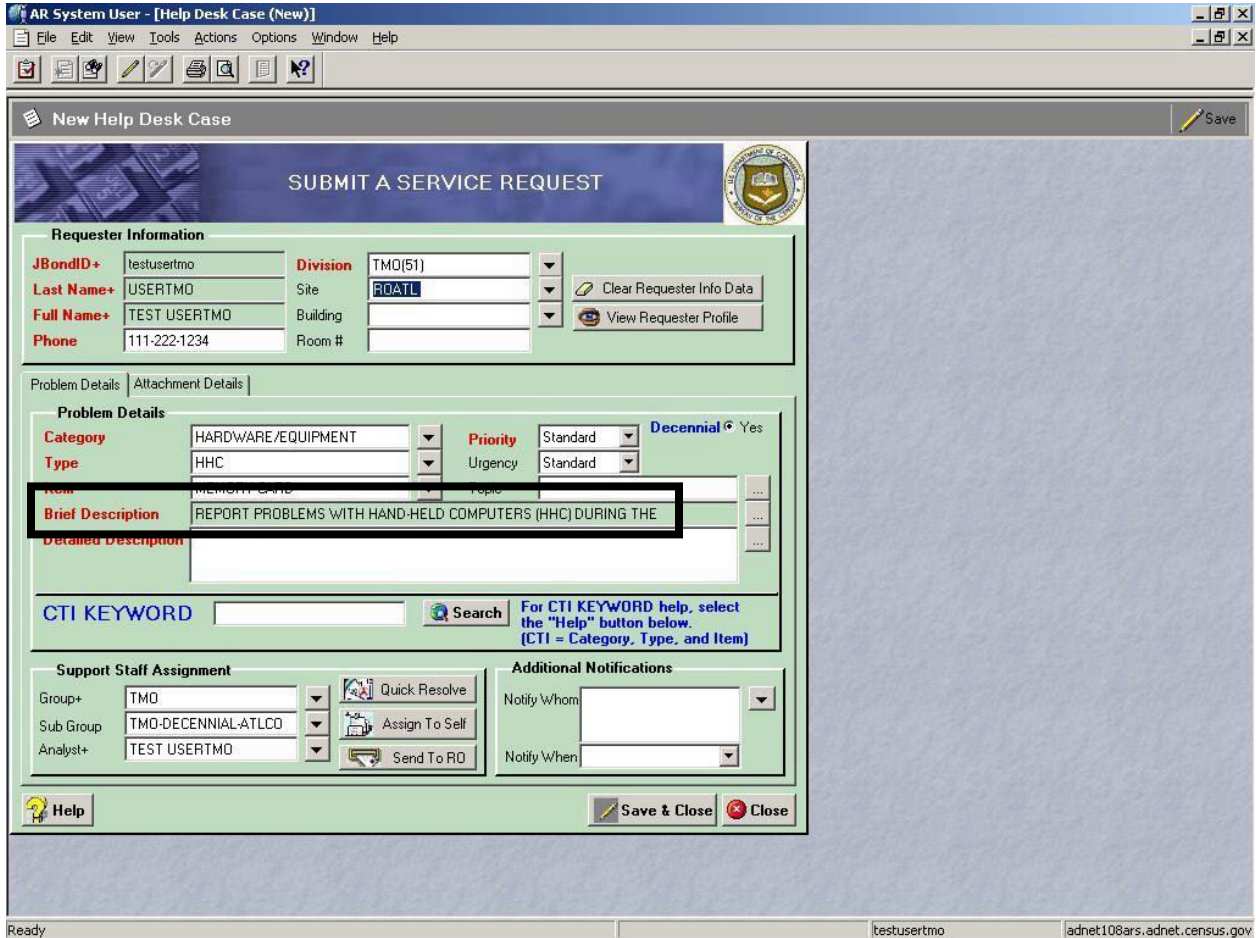 AR System User - [Help Desk Case (New)]
File Edit View Tools Actions Options Window Help
New Help Desk Case
Save
SUBMIT A SERVICE REQUEST
Requester Information
JBondID+ testusertmo Division TMO(51)
Last Name+ USERTMO Site ROATL Clear Requester Info Data
Full Name+ TEST USERTMO Building View Requester Profile
Phone 111-222-1234 Room #
Problem Details Attachment Details
Problem Details
Category HARDWARE/EQUIPMENT Priority Standard Decennial Yes
Type HHC Urgency Standard
Item MEMORY CARD Topic ...
Brief Description REPORT PROBLEMS WITH HAND-HELD COMPUTERS (HHC) DURING THE ...
Detailed Description ...
CTI KEYWORD Search For CTI KEYWORD help, select
the "Help" button below.
(CTI = Category, Type, and Item)
Support Staff Assignment
Group+ TMO Quick Resolve
Sub Group TMO-DECENNIAL-ATLCO Assign To Self
Analyst+ TEST USERTMO Send To RO
Additional Notifications
Notify Whom
Notify When
Help Save & Close Close
Ready testusertmo adnet108ars.adnet.census.gov